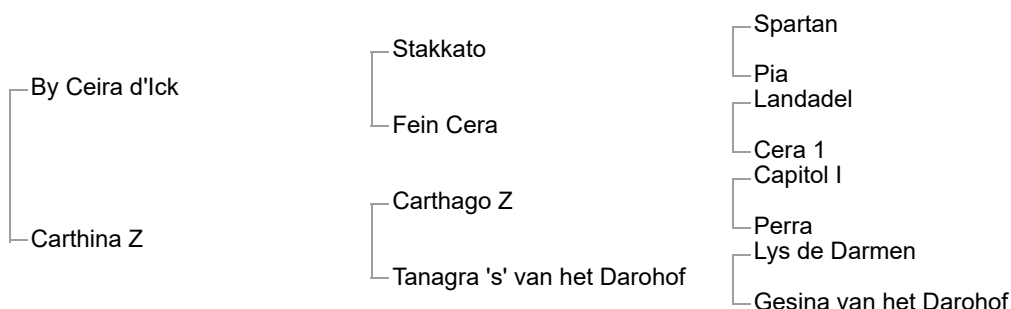 Spartan
Stakkato
Pia
By Ceira d'Ick
Landadel
Fein Cera
Cera 1
Capitol I
Carthago Z
Perra
Carthina Z
Lys de Darmen
Tanagra 's' van het Darohof
Gesina van het Darohof